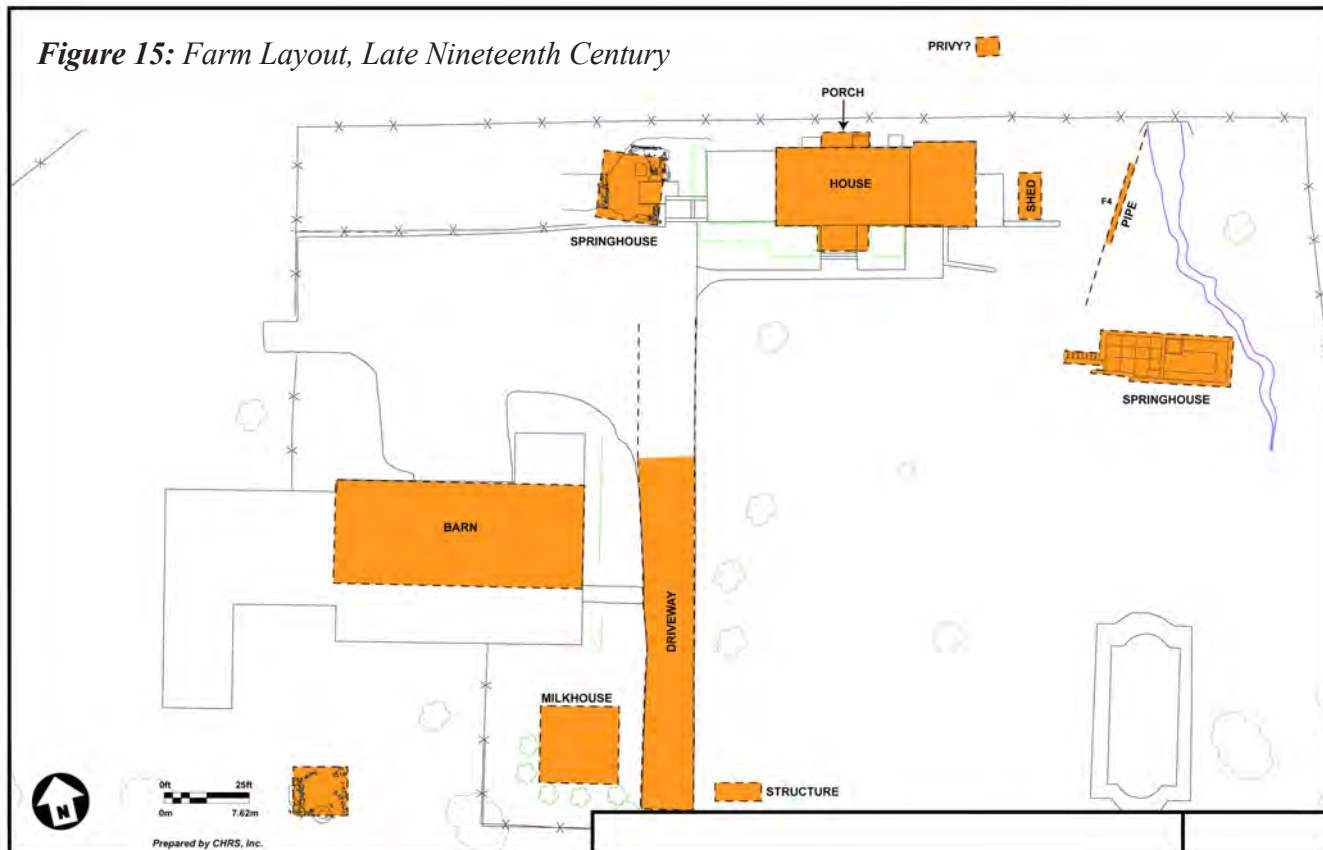 Figure 15: Farm Layout, Late Nineteenth Century
PRIVY?
PORCH
HOUSE
SHED
F4
PIPE
SPRINGHOUSE
SPRINGHOUSE
BARN
DRIVEWAY
MILKHOUSE
STRUCTURE
N
0ft 25ft
0m 7.62m
Prepared by CHRS, Inc.